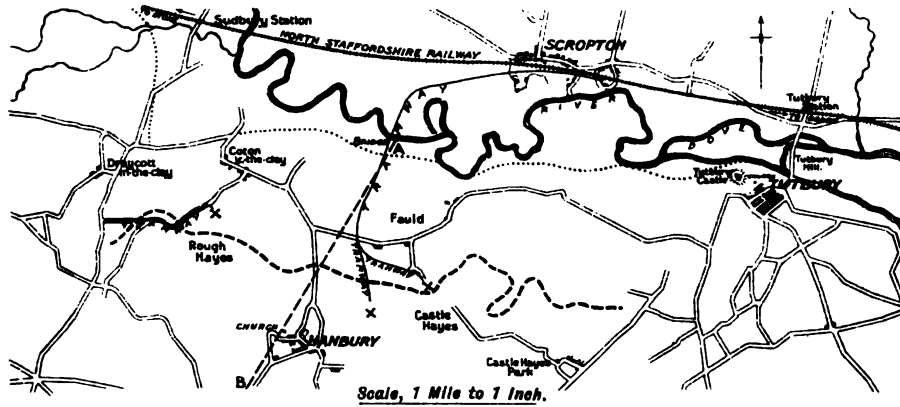 Sudbury Station
NORTH STAFFORDSHIRE RAILWAY
SCROPTON
Tutbury
Station
RIVER
DOVE
Tutbury
Mill.
Tutbury
Castle
TUTBURY
Draycott
in-the-clay
Coton
in-the-clay
A
Fauld
Rough
Hayes
TRAMWAY
TRAMWAY
Castle
Hayes
CHURCH
HANBURY
Castle Hayes
Park
B
Scale, 1 Mile to 1 Inch.